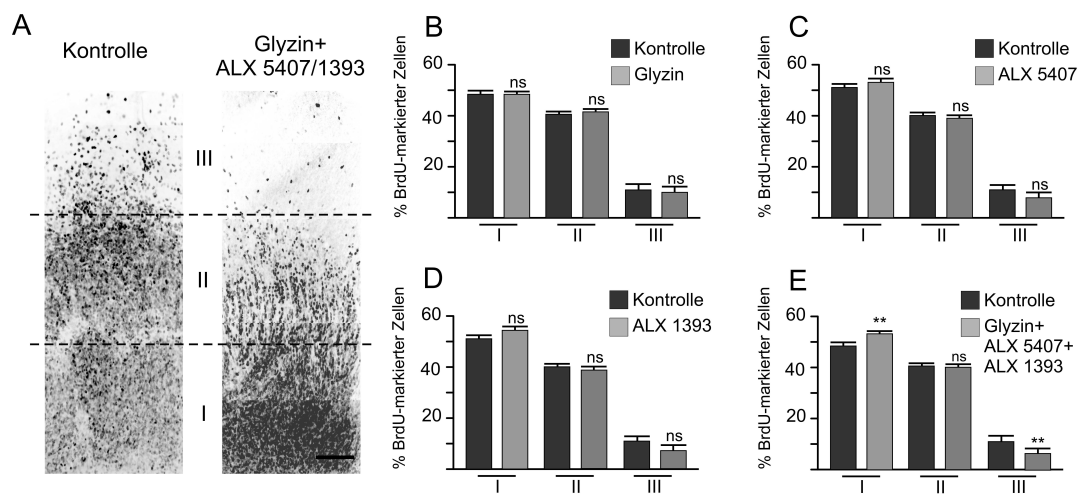 A
Kontrolle
Glyzin+
ALX 5407/1393
III
II
I
B
Kontrolle
Glyzin
% BrdU-markierter Zellen
60
40
20
ns
ns
ns
I
II
III
C
Kontrolle
ALX 5407
% BrdU-markierter Zellen
60
40
20
ns
ns
ns
I
II
III
D
Kontrolle
ALX 1393
% BrdU-markierter Zellen
60
40
20
ns
ns
ns
I
II
III
E
Kontrolle
Glyzin+
ALX 5407+
ALX 1393
% BrdU-markierter Zellen
60
40
20
**
ns
**
I
II
III